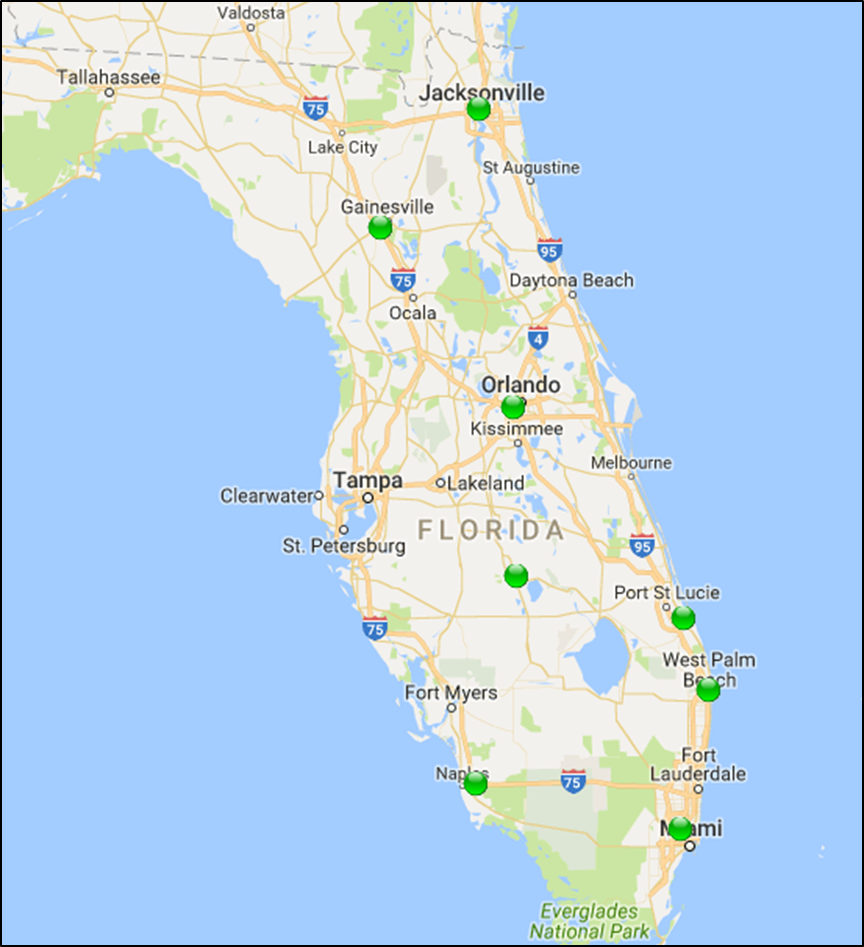 Valdosta
Tallahassee
Jacksonville
75
Lake City
St Augustine
Gainesville
95
75
Daytona Beach
Ocala
4
Orlando
Kissimmee
Melbourne
Tampa
Lakeland
Clearwater
FLORIDA
St. Petersburg
95
Port St Lucie
75
West Palm
Beach
Fort Myers
Fort
Lauderdale
Naples
75
Miami
Everglades
National Park